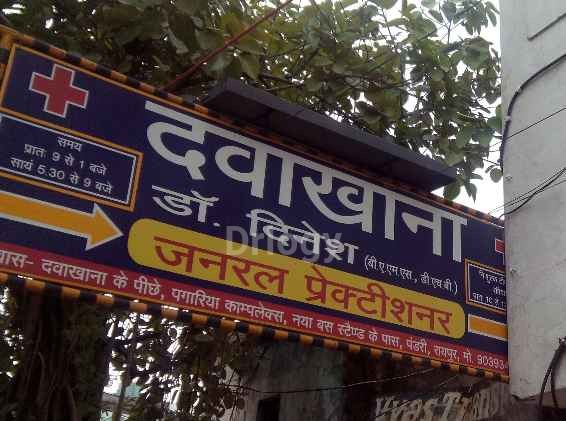 समय
प्रातः 9 से 1 बजे
सायं 5.30 से 9 बजे
दवाखाना
डॉ. दिवेश (बी ए एम एस, डी एच बी)
जनरल प्रेक्टीशनर
वास- दवाखाना के पीछे, पगारिया काम्पलेक्स, नया बस स्टैण्ड के पास, पंडरी, रायपुर, मो. 90393
Drlogy